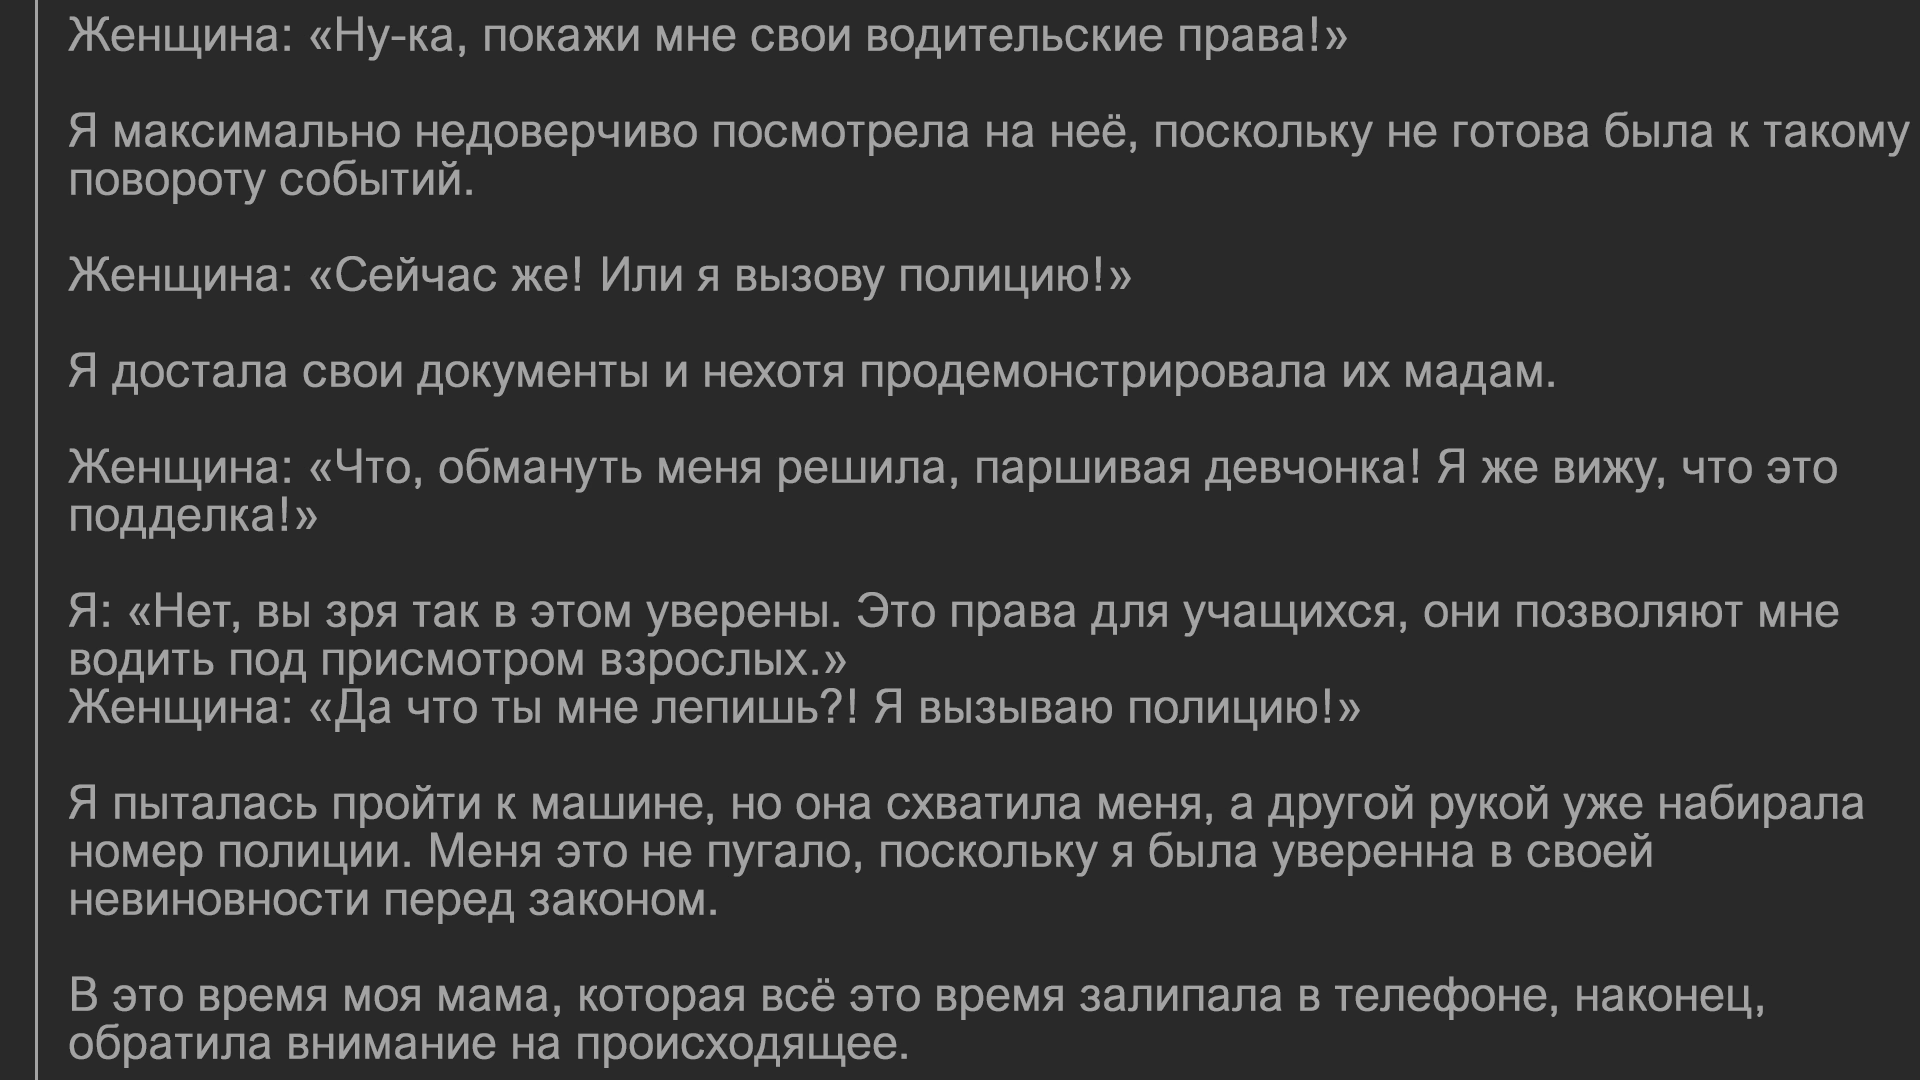 Женщина: «Ну-ка, покажи мне свои водительские права!»
Я максимально недоверчиво посмотрела на неё, поскольку не готова была к такому
повороту событий.
Женщина: «Сейчас же! Или я вызову полицию!»
Я достала свои документы и нехотя продемонстрировала их мадам.
Женщина: «Что, обмануть меня решила, паршивая девчонка! Я же вижу, что это
подделка!»
Я: «Нет, вы зря так в этом уверены. Это права для учащихся, они позволяют мне
водить под присмотром взрослых.»
Женщина: «Да что ты мне лепишь?! Я вызываю полицию!»
Я пыталась пройти к машине, но она схватила меня, а другой рукой уже набирала
номер полиции. Меня это не пугало, поскольку я была уверенна в своей
невиновности перед законом.
В это время моя мама, которая всё это время залипала в телефоне, наконец,
обратила внимание на происходящее.